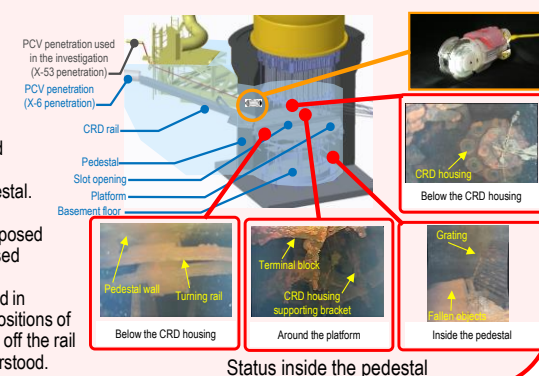 PCV penetration used
in the investigation
(X-53 penetration)
PCV penetration
(X-6 penetration)
CRD rail
Pedestal
Slot opening
Platform
Basement floor
stal.
posed
sed
d in
ositions of
off the rail
rstood.
CRD housing
Below the CRD housing
Pedestal wall
Turning rail
Below the CRD housing
Terminal block
CRD housing
supporting bracket
Around the platform
Grating
Fallen objects
Inside the pedestal
Status inside the pedestal